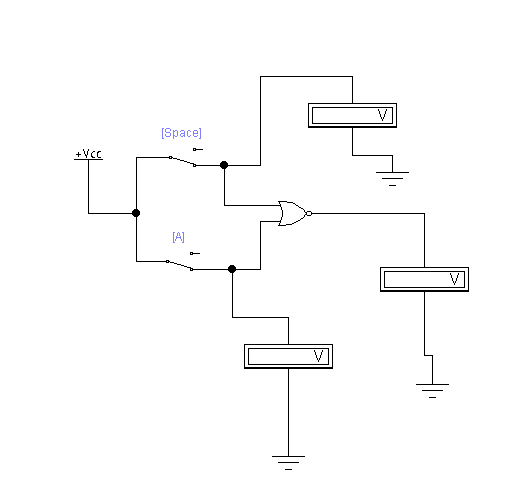 V
[Space]
+Vcc
[A]
V
V